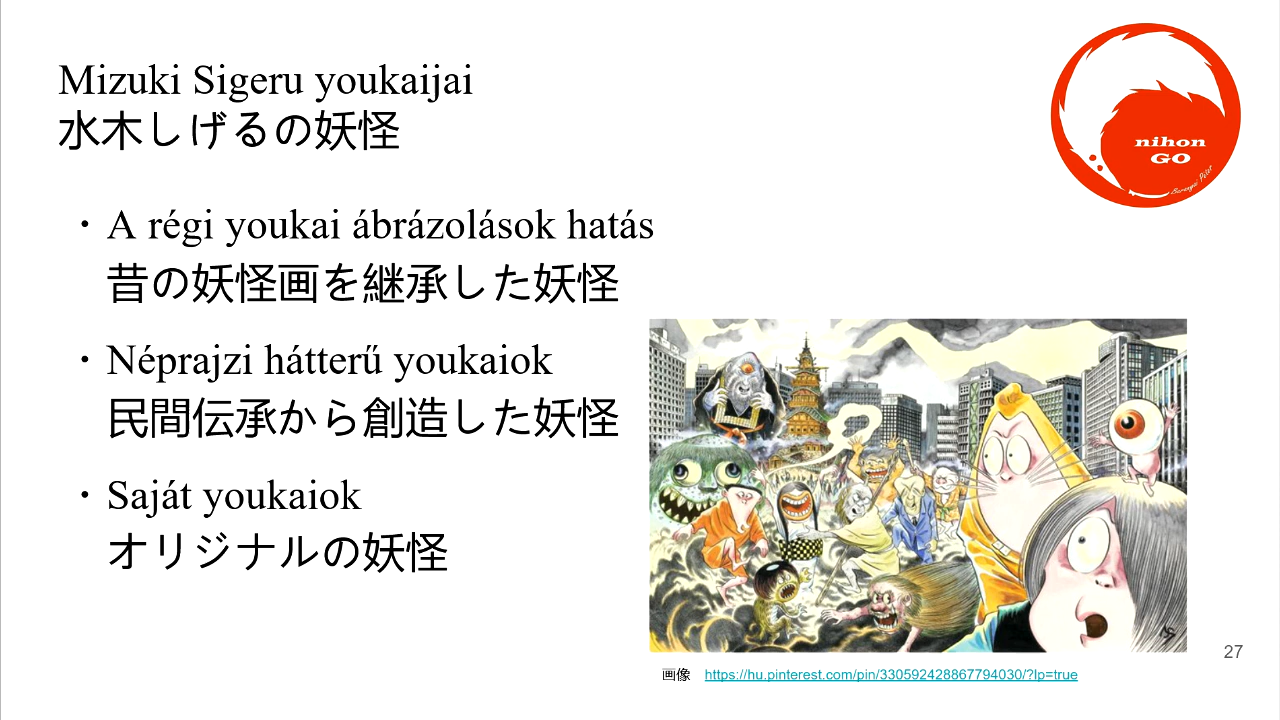 Mizuki Sigeru youkaijai
水木しげるの妖怪
nihon
GO
Baranyai Péter
・A régi youkai ábrázolások hatás
昔の妖怪画を継承した妖怪
・Néprajzi hátterű youkaiok
民間伝承から創造した妖怪
・Saját youkaiok
オリジナルの妖怪
画像 https://hu.pinterest.com/pin/330592428867794030/?lp=true
27